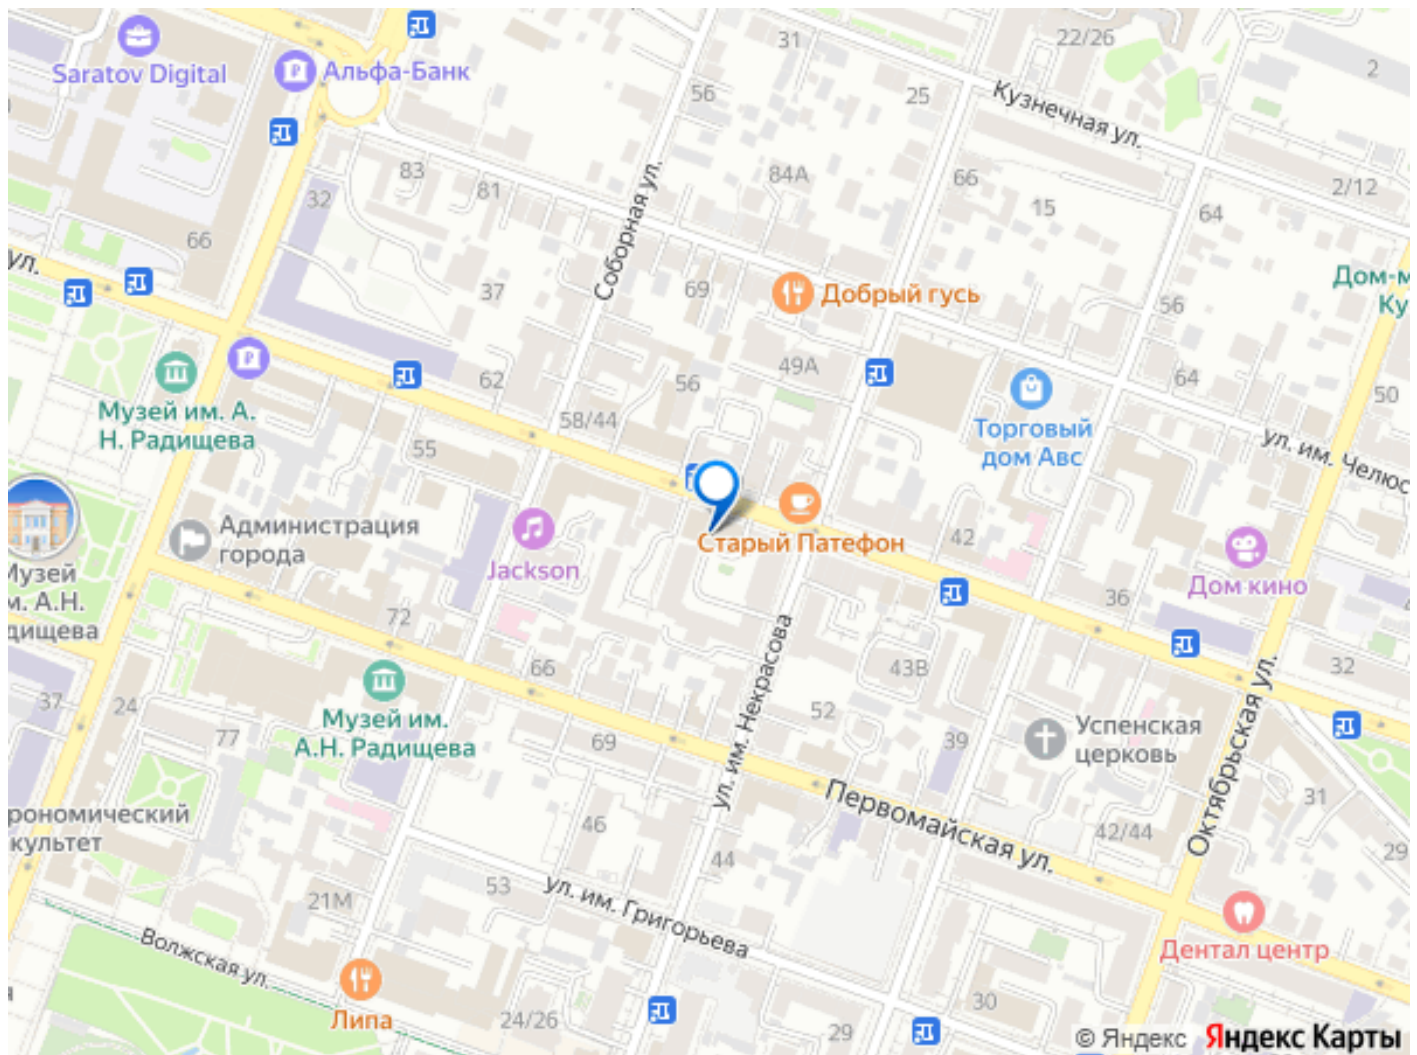 Saratov Digital
Альфа-Банк
31
22/26
2
56
25
Кузнечная ул.
83
81
84А
66
15
2/12
32
66
64
Соборная ул.
ул.
37
69
Добрый гусь
56
Дом-м
Ку
Музей им. А.
Н. Радищева
62
56
49А
64
50
58/44
55
Торговый
дом Авс
ул. им. Челюс
Администрация
города
Jackson
Старый Патефон
42
Дом кино
Музей
м. А.Н.
дищева
72
36
66
43В
32
37
24
77
Музей им.
А.Н. Радищева
69
ул. им. Некрасова
52
39
Успенская
церковь
Октябрьская ул.
рономический
культет
46
Первомайская ул.
42/44
31
29
44
53
ул. им. Григорьева
21М
Волжская ул.
Дентал центр
Липа
24/26
29
30
© Яндекс Яндекс Карты